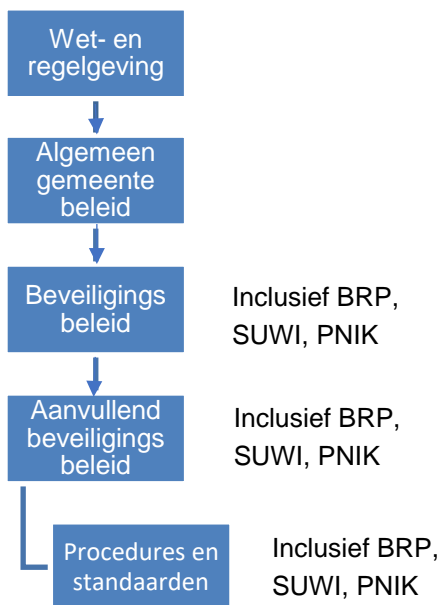 Wet- en
regelgeving
Algemeen
gemeente
beleid
Beveiligings
beleid
Inclusief BRP,
SUWI, PNIK
Aanvullend
beveiligings
beleid
Inclusief BRP,
SUWI, PNIK
Procedures en
standaarden
Inclusief BRP,
SUWI, PNIK